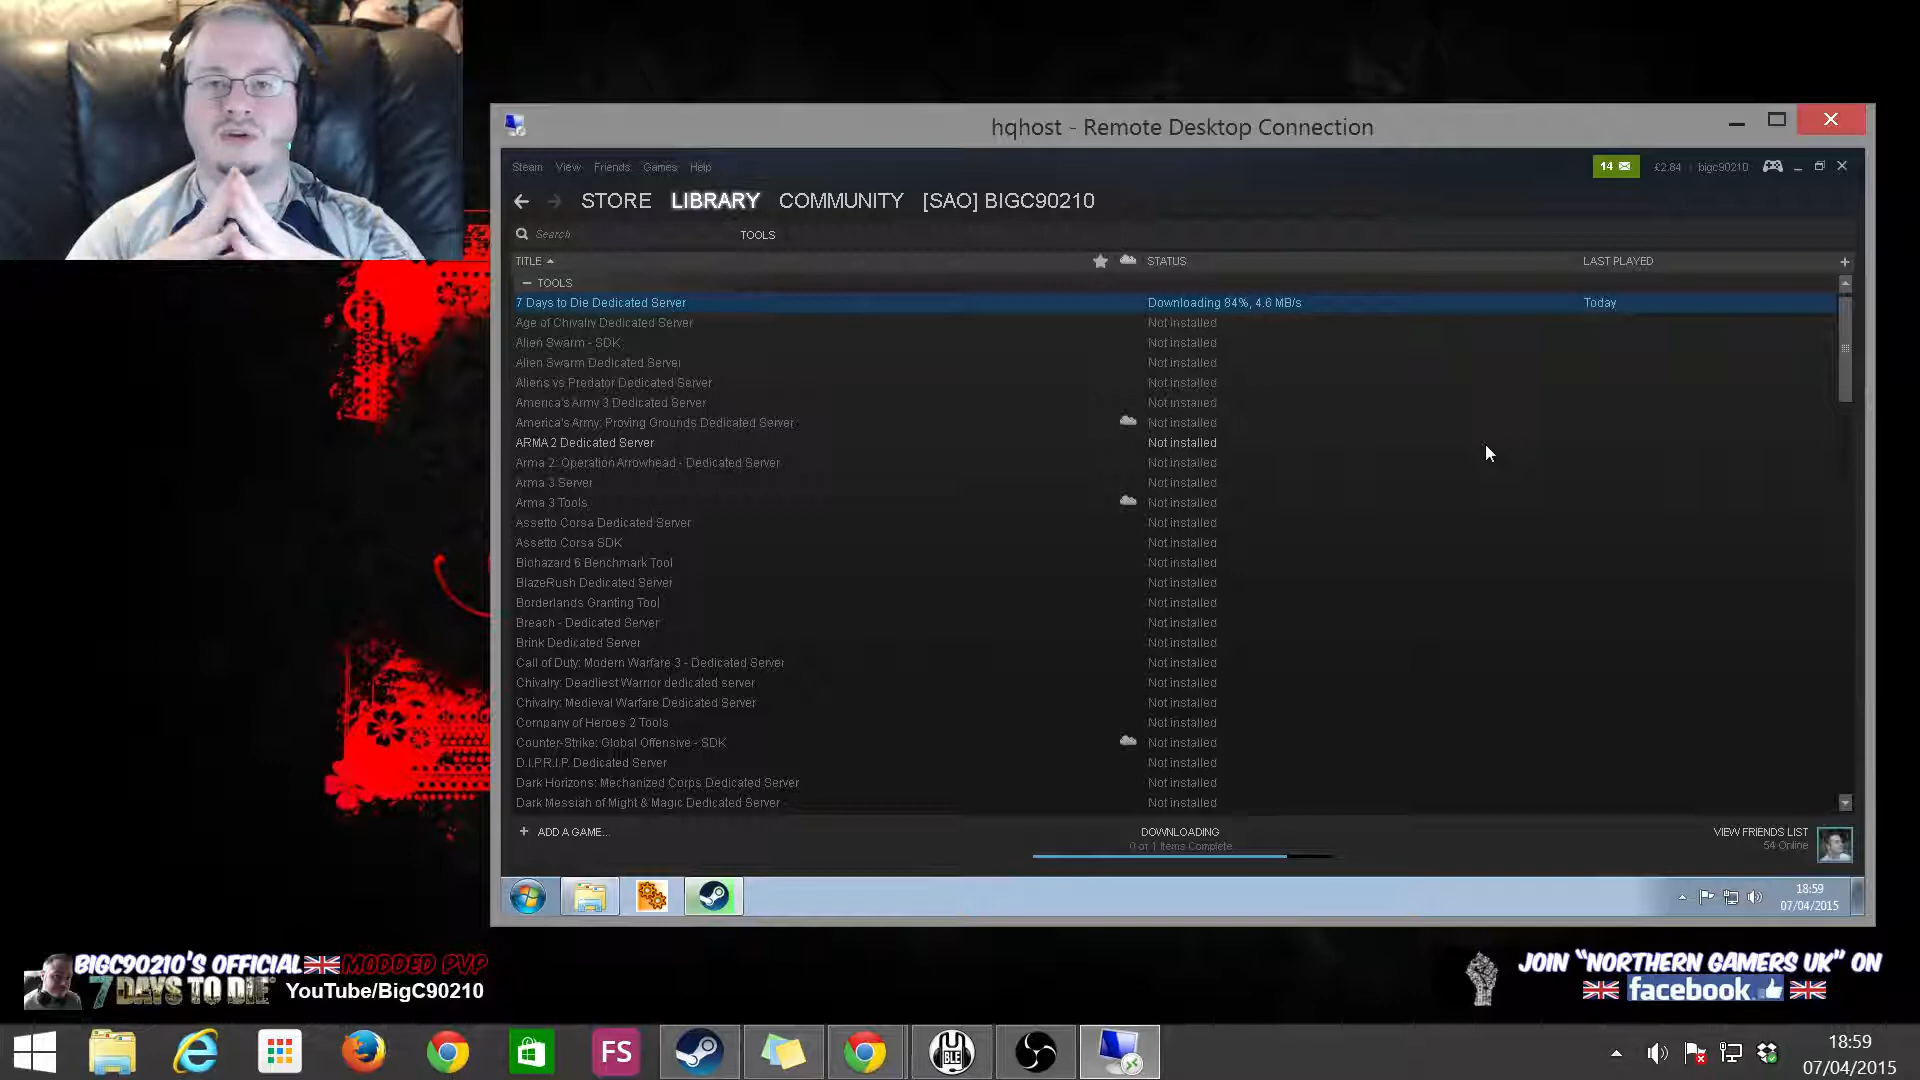 hqhost - Remote Desktop Connection
Steam View Friends Games Help
14 £2.84 bigc90210
STORE LIBRARY COMMUNITY [SAO] BIGC90210
Search TOOLS
TITLE STATUS LAST PLAYED
TOOLS
7 Days to Die Dedicated Server Downloading 84%, 4.6 MB/s Today
Age of Chivalry Dedicated Server Not installed
Alien Swarm - SDK Not installed
Alien Swarm Dedicated Server Not installed
Aliens vs Predator Dedicated Server Not installed
America's Army 3 Dedicated Server Not installed
America's Army: Proving Grounds Dedicated Server Not installed
ARMA 2 Dedicated Server Not installed
Arma 2: Operation Arrowhead - Dedicated Server Not installed
Arma 3 Server Not installed
Arma 3 Tools Not installed
Assetto Corsa Dedicated Server Not installed
Assetto Corsa SDK Not installed
Biohazard 6 Benchmark Tool Not installed
BlazeRush Dedicated Server Not installed
Borderlands Granting Tool Not installed
Breach - Dedicated Server Not installed
Brink Dedicated Server Not installed
Call of Duty: Modern Warfare 3 - Dedicated Server Not installed
Chivalry: Deadliest Warrior dedicated server Not installed
Chivalry: Medieval Warfare Dedicated Server Not installed
Company of Heroes 2 Tools Not installed
Counter-Strike: Global Offensive - SDK Not installed
D.I.P.R.I.P. Dedicated Server Not installed
Dark Horizons: Mechanized Corps Dedicated Server Not installed
Dark Messiah of Might & Magic Dedicated Server Not installed
+ ADD A GAME... DOWNLOADING VIEW FRIENDS LIST
0 of 1 Items Complete 54 Online
18:59
07/04/2015
BIGC90210'S OFFICIAL MODDED PVP
7 DAYS TO DIE YouTube/BigC90210
JOIN "NORTHERN GAMERS UK" ON
facebook
FS
BLE
18:59
07/04/2015